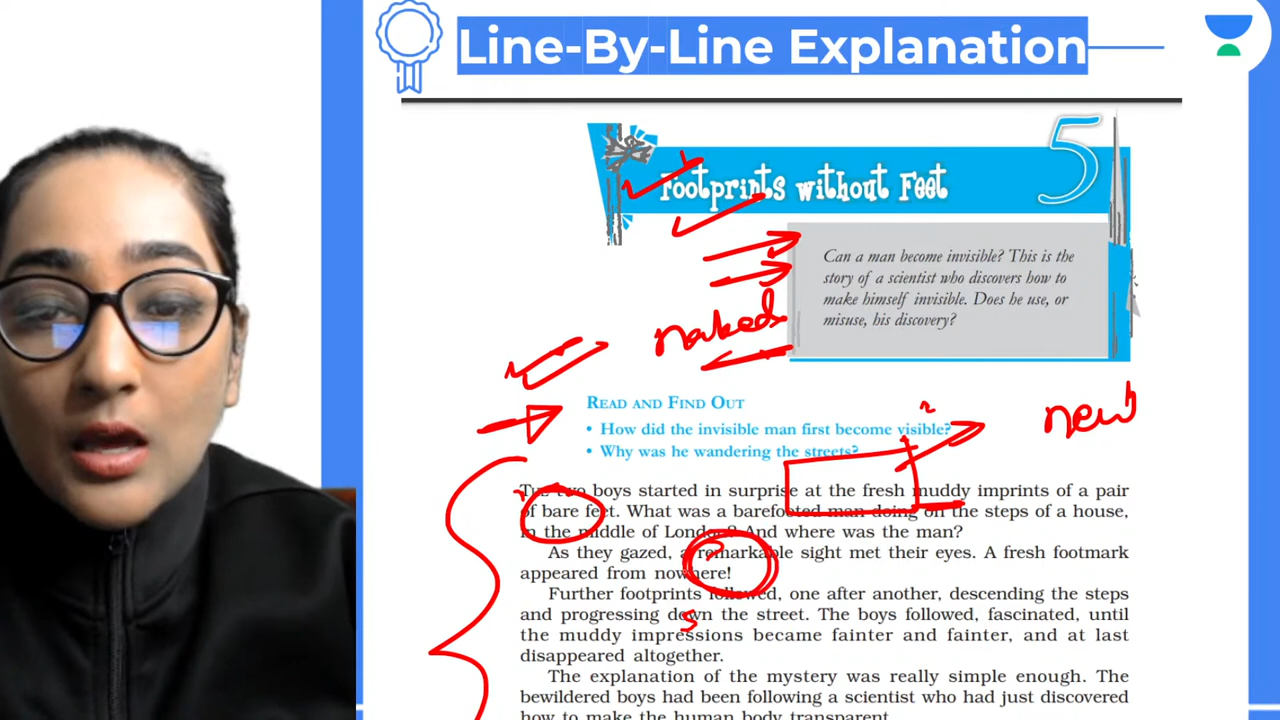 Line-By-Line Explanation
5
Footprints without Feet
Can a man become invisible? This is the
story of a scientist who discovers how to
make himself invisible. Does he use, or
misuse, his discovery?
naked
READ AND FIND OUT
new
• How did the invisible man first become visible?
• Why was he wandering the streets?
THE two boys started in surprise at the fresh muddy imprints of a pair
of bare feet. What was a barefooted man doing on the steps of a house,
in the middle of London? And where was the man?
As they gazed, a remarkable sight met their eyes. A fresh footmark
appeared from nowhere!
Further footprints followed, one after another, descending the steps
and progressing down the street. The boys followed, fascinated, until
the muddy impressions became fainter and fainter, and at last
disappeared altogether.
The explanation of the mystery was really simple enough. The
bewildered boys had been following a scientist who had just discovered
how to make the human body transparent.